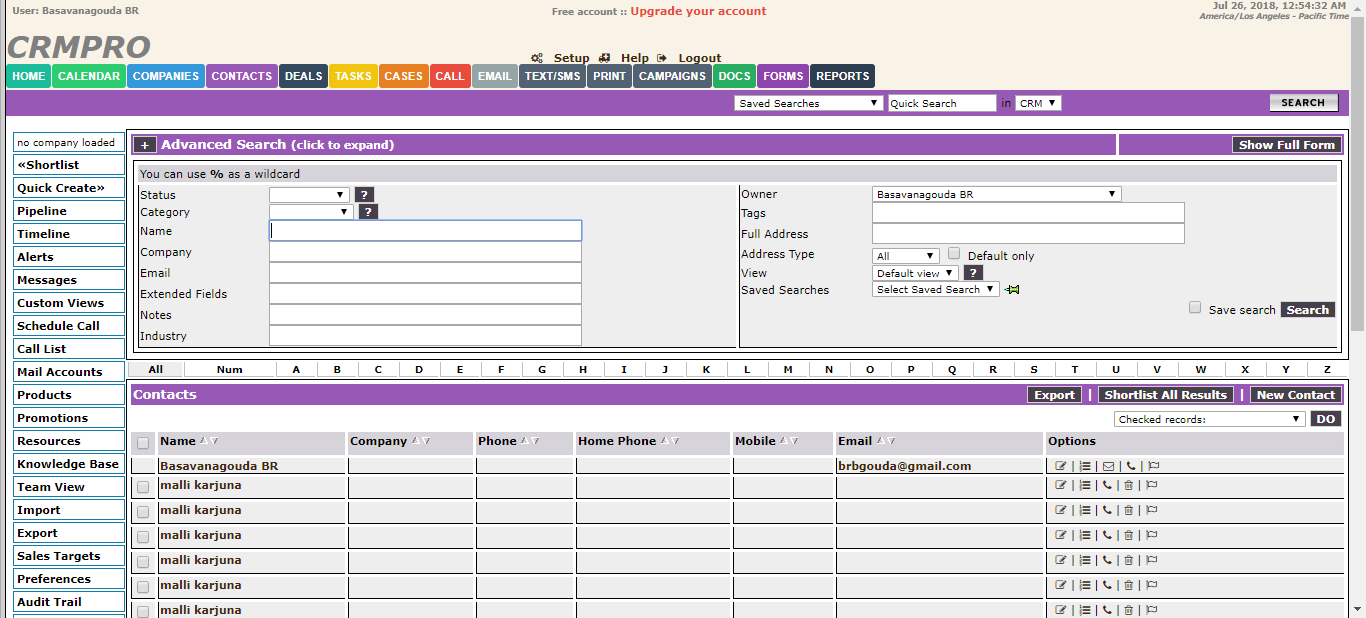 User: Basavanagouda BR
Free account :: Upgrade your account
Jul 26, 2018, 12:54:32 AM
America/Los Angeles - Pacific Time
CRMPRO
Setup Help Logout
HOME CALENDAR COMPANIES CONTACTS DEALS TASKS CASES CALL EMAIL TEXT/SMS PRINT CAMPAIGNS DOCS FORMS REPORTS
Saved Searches Quick Search in CRM SEARCH
no company loaded
«Shortlist
Quick Create»
Pipeline
Timeline
Alerts
Messages
Custom Views
Schedule Call
Call List
Mail Accounts
Products
Promotions
Resources
Knowledge Base
Team View
Import
Export
Sales Targets
Preferences
Audit Trail
+ Advanced Search (click to expand) Show Full Form
You can use % as a wildcard
Status ?
Category ?
Name
Company
Email
Extended Fields
Notes
Industry
Owner Basavanagouda BR
Tags
Full Address
Address Type All Default only
View Default view ?
Saved Searches Select Saved Search
Save search Search
All Num A B C D E F G H I J K L M N O P Q R S T U V W X Y Z
Contacts Export | Shortlist All Results | New Contact
Checked records: DO
Name Company Phone Home Phone Mobile Email Options
Basavanagouda BR brbgouda@gmail.com | | | |
malli karjuna | | | |
malli karjuna | | | |
malli karjuna | | | |
malli karjuna | | | |
malli karjuna | | | |
malli karjuna | | | |